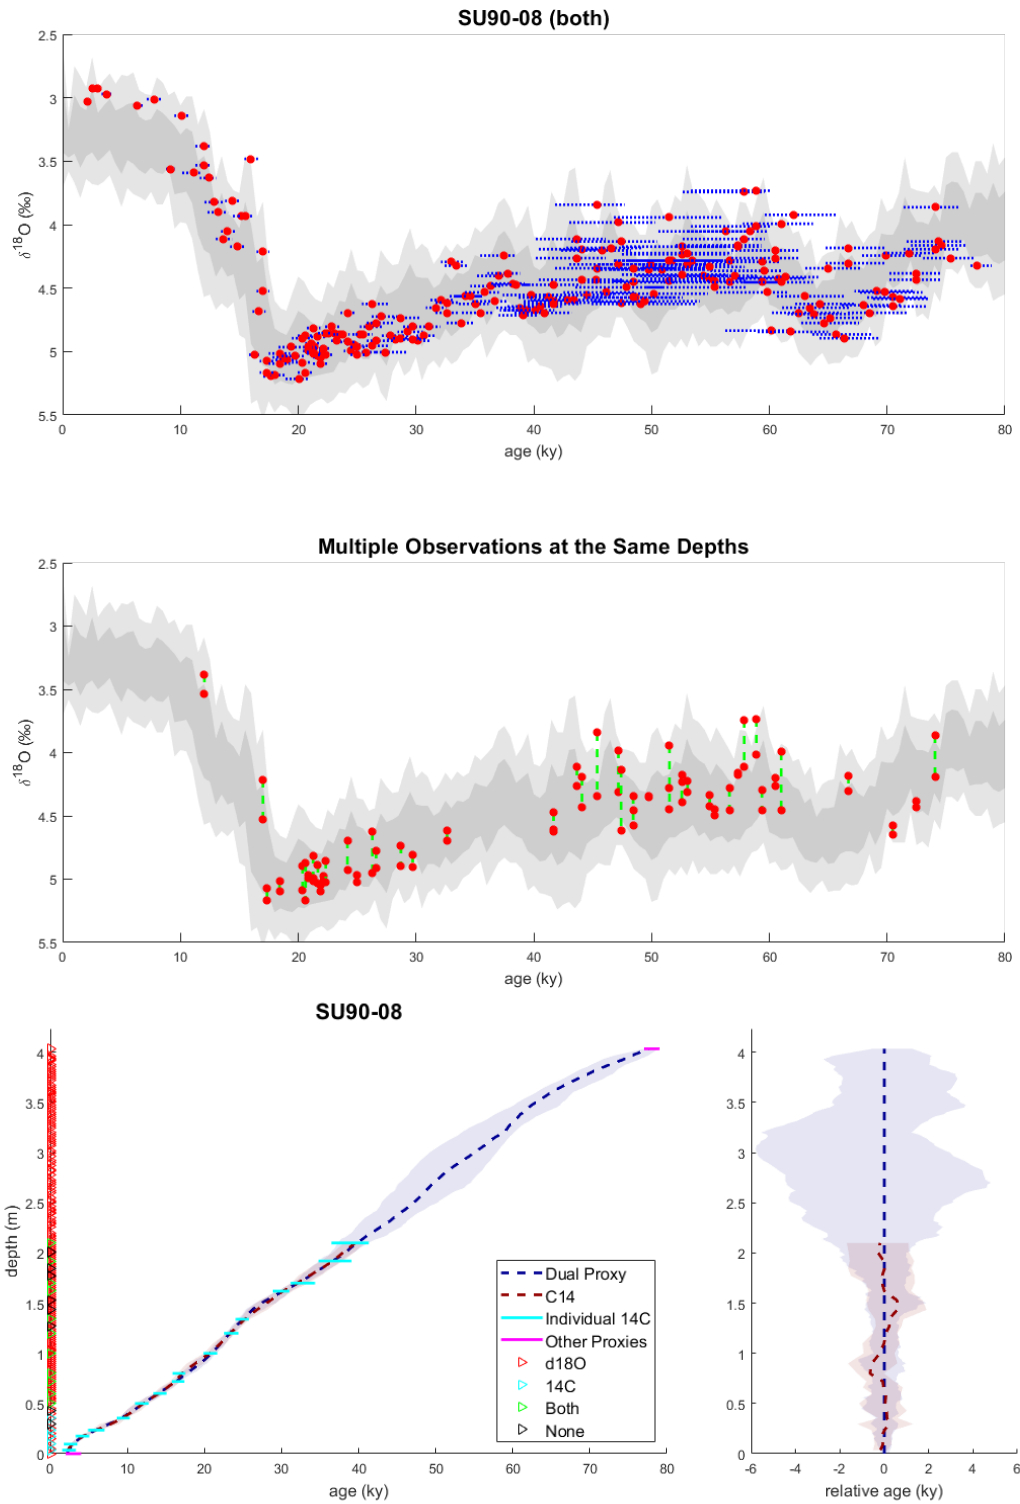 SU90-08 (both)
2.5
3
3.5
4
4.5
5
5.5
δ18O (‰)
0 10 20 30 40 50 60 70 80
age (ky)
Multiple Observations at the Same Depths
2.5
3
3.5
4
4.5
5
5.5
δ18O (‰)
0 10 20 30 40 50 60 70 80
age (ky)
SU90-08
4
3.5
3
2.5
2
1.5
1
0.5
0
depth (m)
0 10 20 30 40 50 60 70 80
age (ky)
Dual Proxy
C14
Individual 14C
Other Proxies
d18O
14C
Both
None
4
3.5
3
2.5
2
1.5
1
0.5
0
-6 -4 -2 0 2 4 6
relative age (ky)